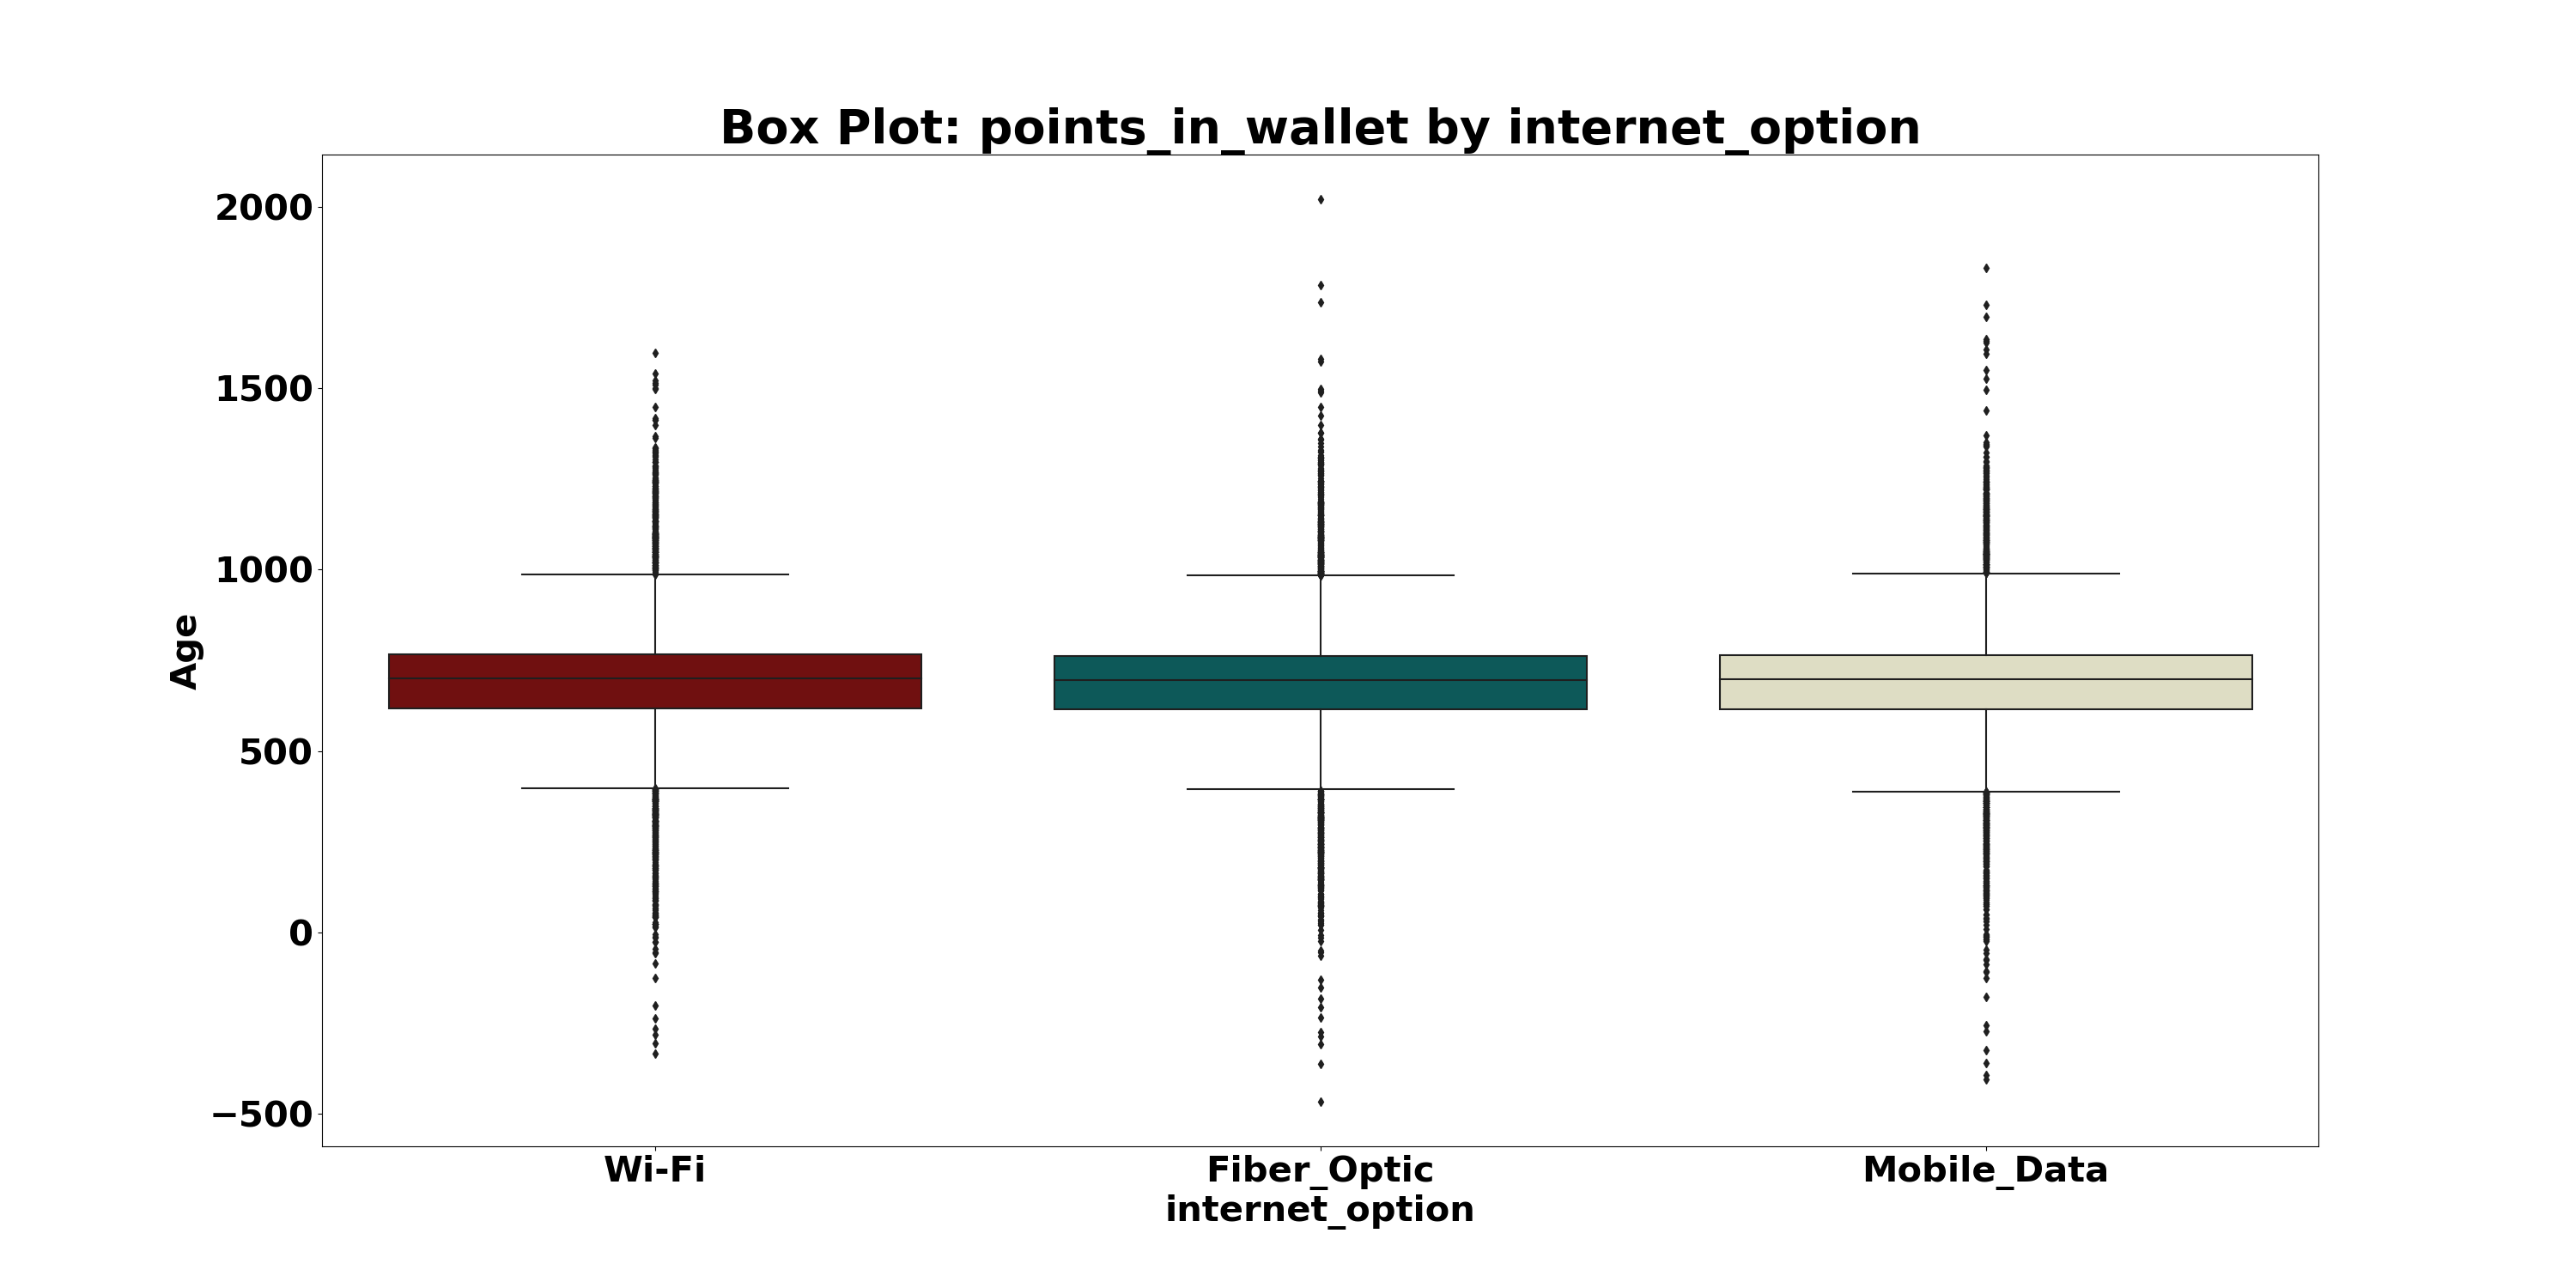 Box Plot: points_in_wallet by internet_option
2000
1500
1000
500
0
−500
Age
Wi-Fi
Fiber_Optic
Mobile_Data
internet_option